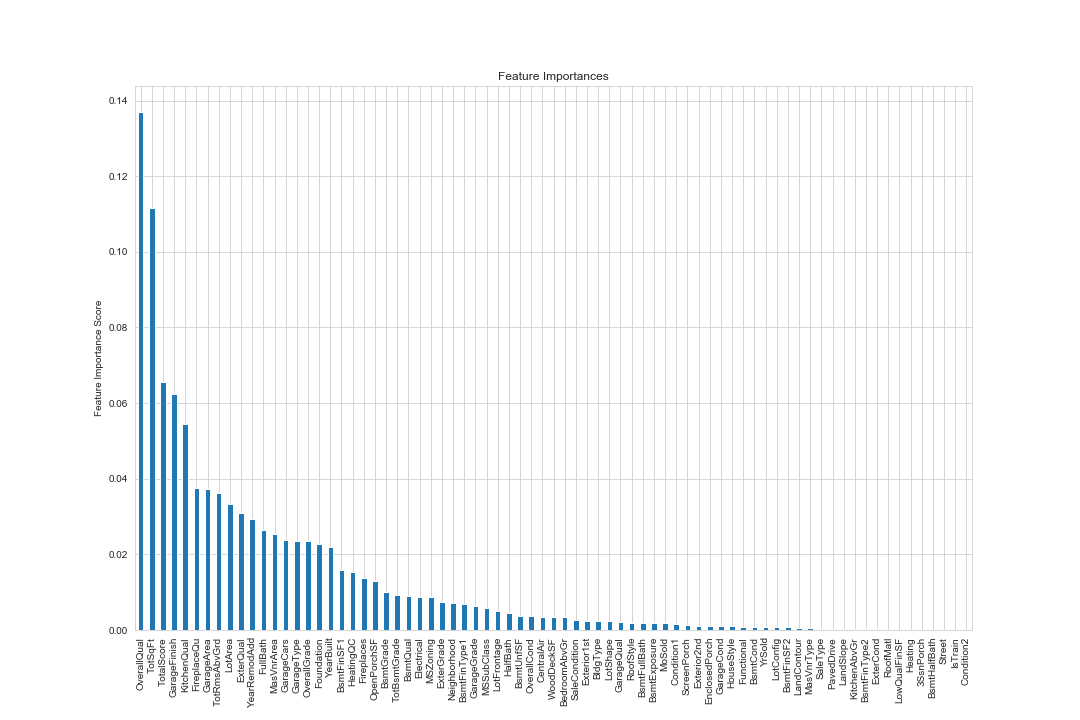 Feature Importances
Feature Importance Score
0.14
0.12
0.10
0.08
0.06
0.04
0.02
0.00
OverallQual
TotSqFt
TotalScore
GarageFinish
KitchenQual
FireplaceQu
GarageArea
TotRmsAbvGrd
LotArea
ExterQual
YearRemodAdd
FullBath
MasVnrArea
GarageCars
GarageType
OverallGrade
Foundation
YearBuilt
BsmtFinSF1
HeatingQC
Fireplaces
OpenPorchSF
BsmtGrade
TotBsmtGrade
BsmtQual
Electrical
MSZoning
ExterGrade
Neighborhood
BsmtFinType1
GarageGrade
MSSubClass
LotFrontage
HalfBath
BsmtUnfSF
OverallCond
CentralAir
WoodDeckSF
BedroomAbvGr
SaleCondition
Exterior1st
BldgType
LotShape
GarageQual
RoofStyle
BsmtFullBath
BsmtExposure
MoSold
Condition1
ScreenPorch
Exterior2nd
EnclosedPorch
GarageCond
HouseStyle
Functional
BsmtCond
YrSold
LotConfig
BsmtFinSF2
LandContour
MasVnrType
SaleType
PavedDrive
LandSlope
KitchenAbvGr
BsmtFinType2
ExterCond
RoofMatl
LowQualFinSF
Heating
3SsnPorch
BsmtHalfBath
Street
IsTrain
Condition2